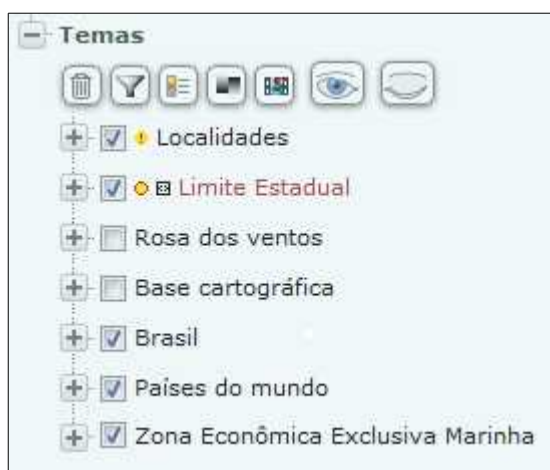 Temas
Localidades
Limite Estadual
Rosa dos ventos
Base cartográfica
Brasil
Países do mundo
Zona Econômica Exclusiva Marinha